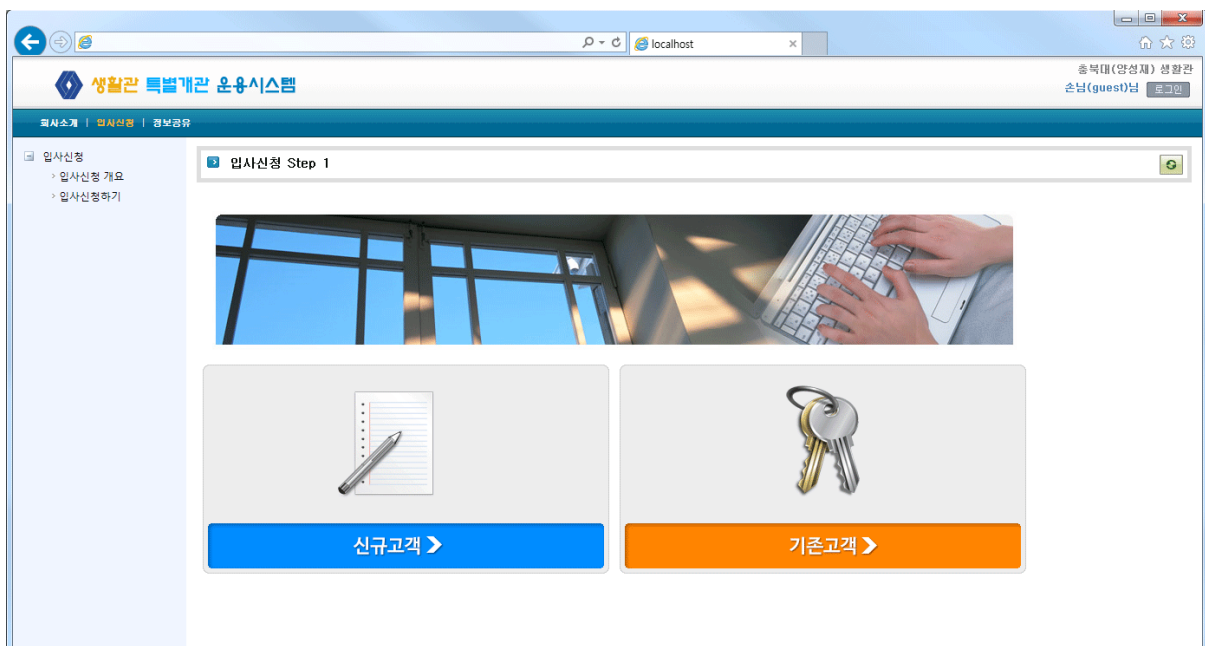 localhost
생활관 특별개관 운용시스템
충북대(양성재) 생활관
손님(guest)님 로그인
회사소개 | 입사신청 | 정보공유
입사신청
입사신청 개요
입사신청하기
입사신청 Step 1
신규고객
기존고객